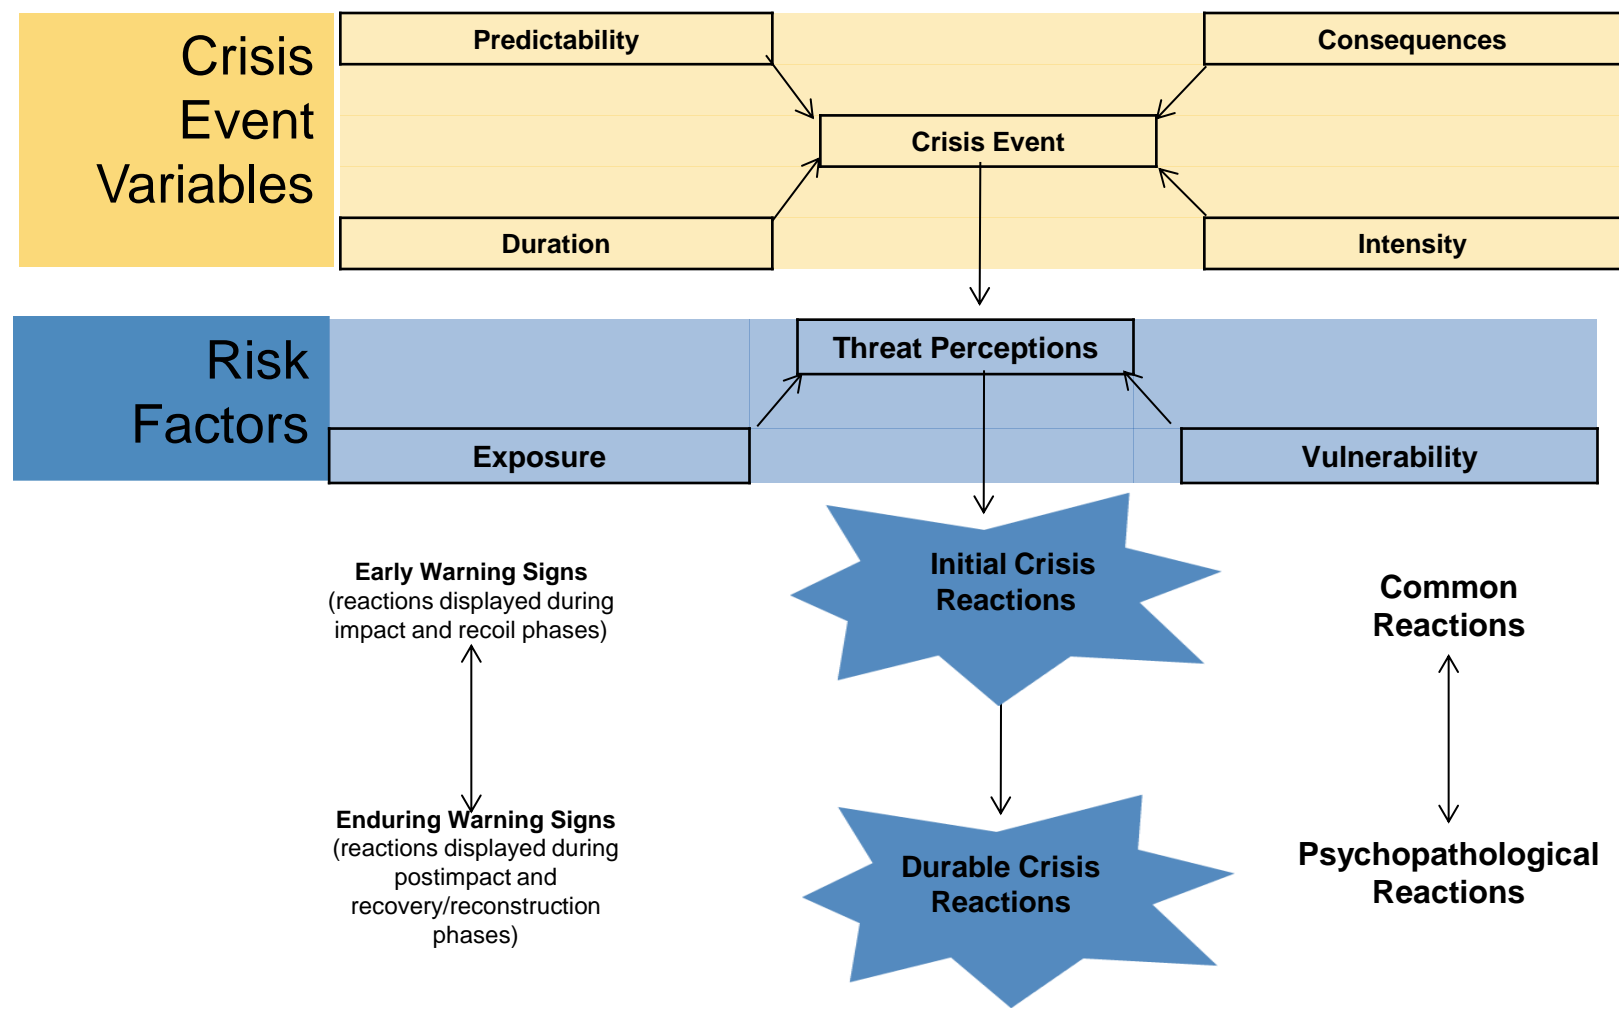 Crisis
Event
Variables
Predictability
Consequences
Crisis Event
Duration
Intensity
Risk
Factors
Threat Perceptions
Exposure
Vulnerability
Early Warning Signs
(reactions displayed during
impact and recoil phases)
Initial Crisis
Reactions
Common
Reactions
Enduring Warning Signs
(reactions displayed during
postimpact and
recovery/reconstruction
phases)
Durable Crisis
Reactions
Psychopathological
Reactions